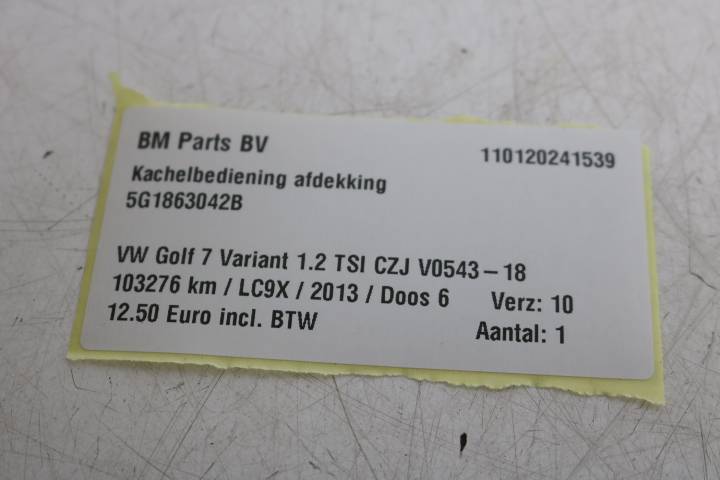 BM Parts BV 110120241539
Kachelbediening afdekking
5G1863042B
VW Golf 7 Variant 1.2 TSI CZJ V0543-18
103276 km / LC9X / 2013 / Doos 6 Verz: 10
12.50 Euro incl. BTW Aantal: 1